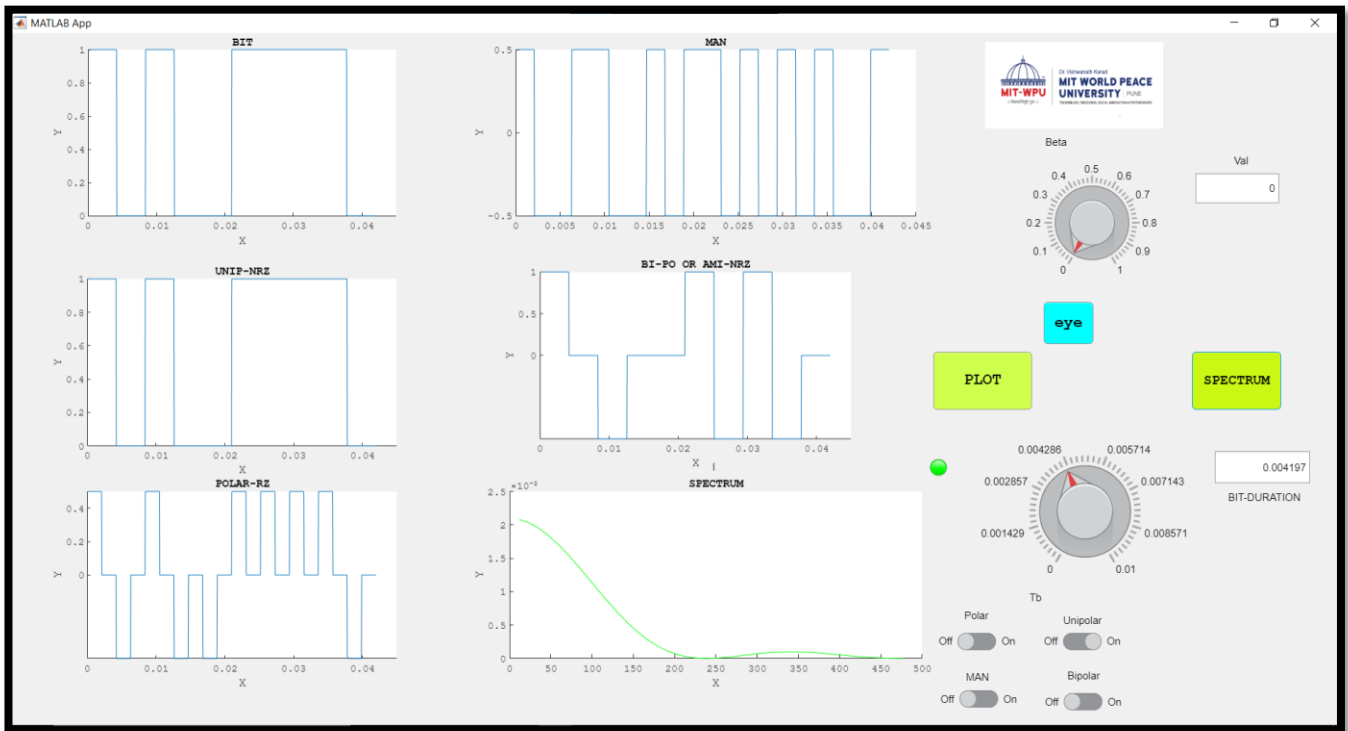 MATLAB App
BIT
1
0.8
0.6
0.4
0.2
0
Y
0 0.01 0.02 0.03 0.04
X
MAN
0.5
0
-0.5
Y
0 0.005 0.01 0.015 0.02 0.025 0.03 0.035 0.04 0.045
X
UNIP-NRZ
1
0.8
0.6
0.4
0.2
0
Y
0 0.01 0.02 0.03 0.04
X
BI-PO OR AMI-NRZ
1
0.5
0
Y
0 0.01 0.02 0.03 0.04
X
POLAR-RZ
0.4
0.2
0
Y
0 0.01 0.02 0.03 0.04
X
SPECTRUM
×10⁻³
2.5
2
1.5
1
0.5
0
Y
0 50 100 150 200 250 300 350 400 450 500
X
MIT-WPU
Dr. Vishwanath Karad
MIT WORLD PEACE
UNIVERSITY | PUNE
Beta
0 0.1 0.2 0.3 0.4 0.5 0.6 0.7 0.8 0.9 1
Val
0
eye
PLOT
SPECTRUM
0 0.001429 0.002857 0.004286 0.005714 0.007143 0.008571 0.01
Tb
0.004197
BIT-DURATION
Polar
Off On
Unipolar
Off On
MAN
Off On
Bipolar
Off On